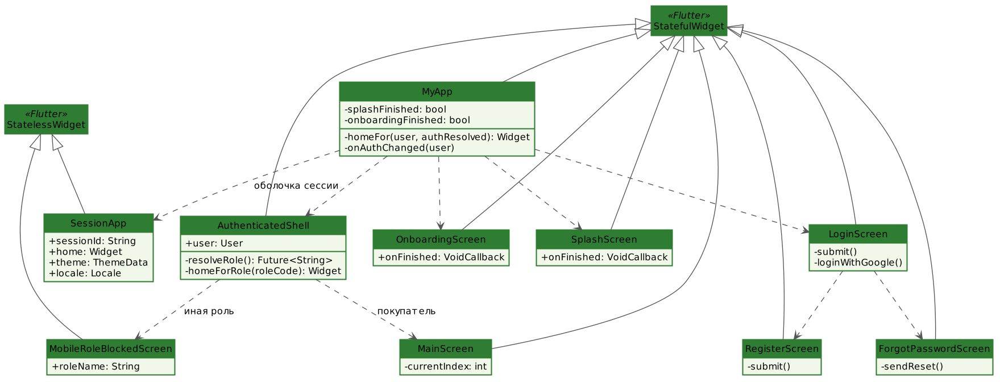 «Flutter»
StatefulWidget
MyApp
-splashFinished: bool
-onboardingFinished: bool
-homeFor(user, authResolved): Widget
-onAuthChanged(user)
«Flutter»
StatelessWidget
оболочка сессии
SessionApp
+sessionId: String
+home: Widget
+theme: ThemeData
+locale: Locale
AuthenticatedShell
+user: User
-resolveRole(): Future<String>
-homeForRole(roleCode): Widget
OnboardingScreen
+onFinished: VoidCallback
SplashScreen
+onFinished: VoidCallback
LoginScreen
-submit()
-loginWithGoogle()
иная роль
покупатель
MobileRoleBlockedScreen
+roleName: String
MainScreen
-currentIndex: int
RegisterScreen
-submit()
ForgotPasswordScreen
-sendReset()